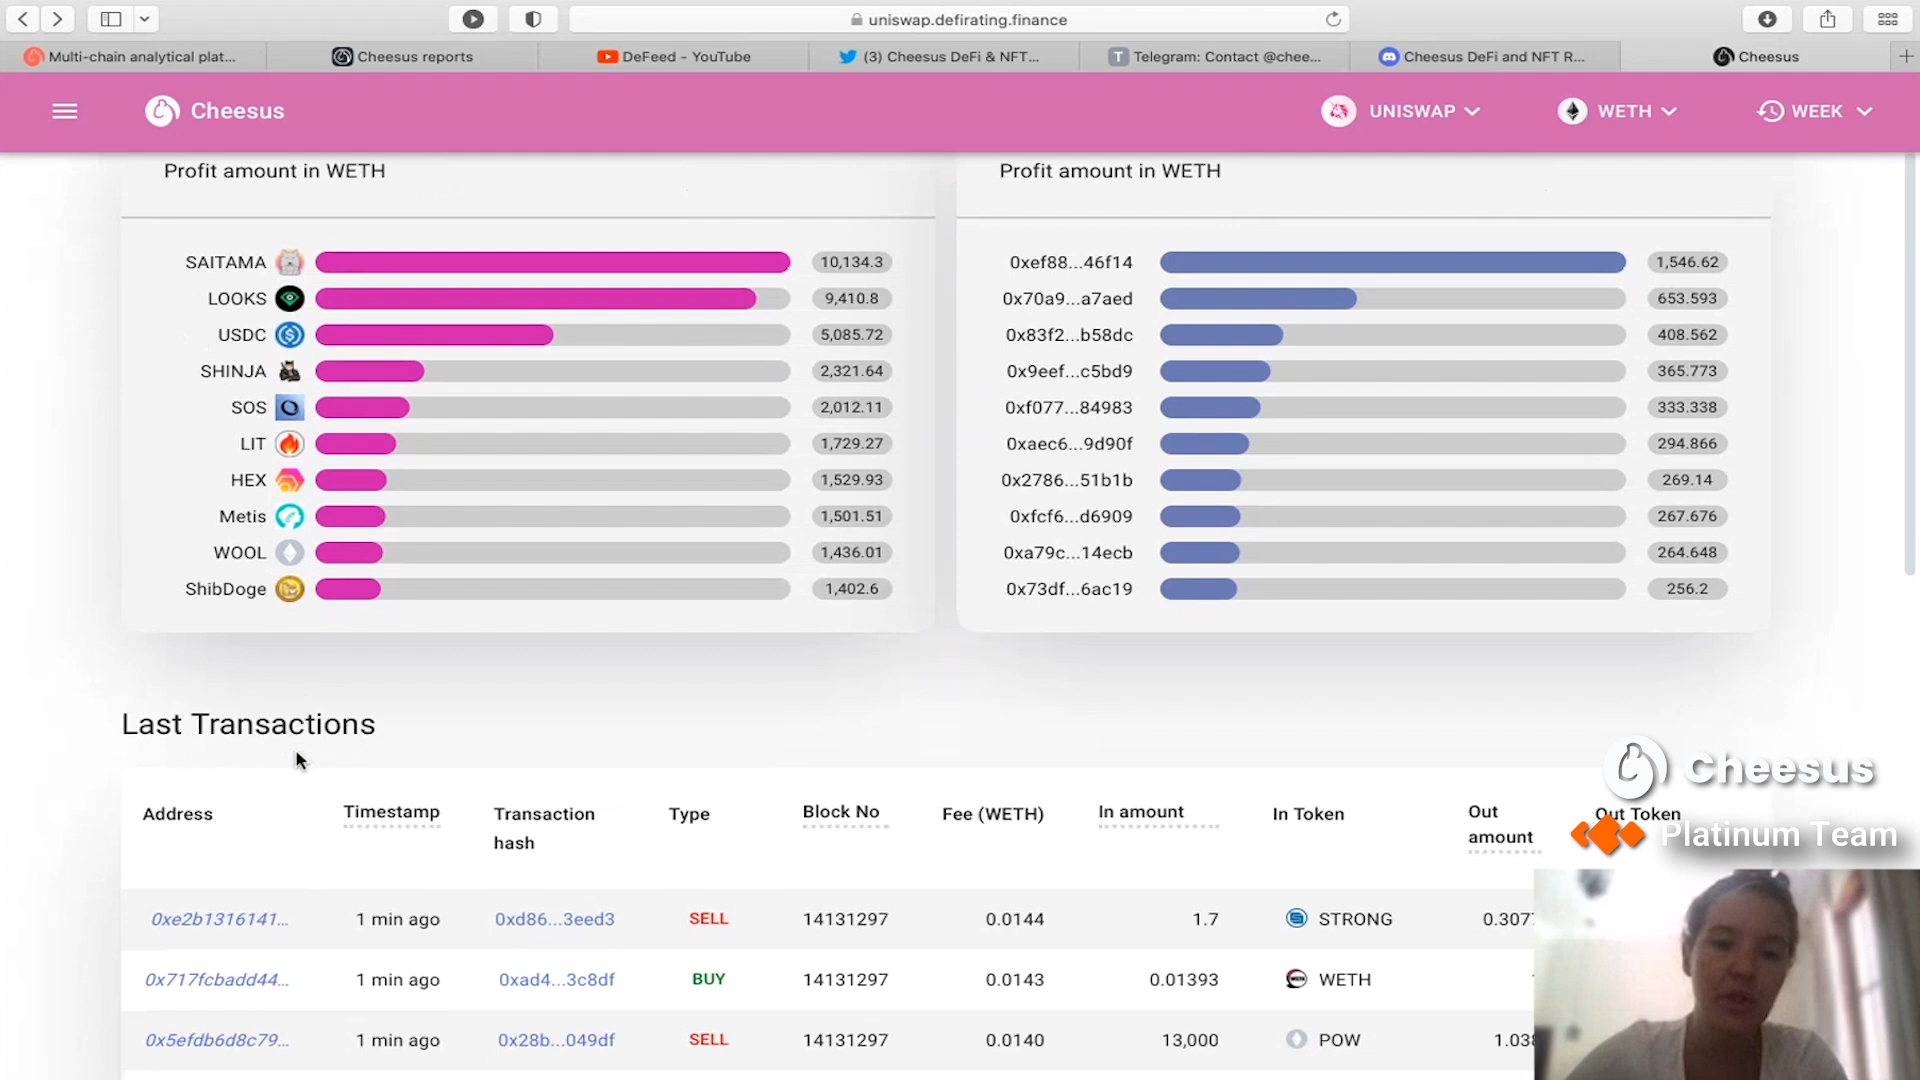 uniswap.defirating.finance
Multi-chain analytical plat...
Cheesus reports
DeFeed - YouTube
(3) Cheesus DeFi & NFT...
T
Telegram: Contact @chee...
Cheesus DeFi and NFT R...
Cheesus
Cheesus
UNISWAP
WETH
WEEK
Profit amount in WETH
SAITAMA 10,134.3
LOOKS 9,410.8
USDC 5,085.72
SHINJA 2,321.64
SOS 2,012.11
LIT 1,729.27
HEX 1,529.93
Metis 1,501.51
WOOL 1,436.01
ShibDoge 1,402.6
Profit amount in WETH
0xef88...46f14 1,546.62
0x70a9...a7aed 653.593
0x83f2...b58dc 408.562
0x9eef...c5bd9 365.773
0xf077...84983 333.338
0xaec6...9d90f 294.866
0x2786...51b1b 269.14
0xfcf6...d6909 267.676
0xa79c...14ecb 264.648
0x73df...6ac19 256.2
Last Transactions
Address Timestamp Transaction hash Type Block No Fee (WETH) In amount In Token Out amount Out Token
0xe2b1316141... 1 min ago 0xd86...3eed3 SELL 14131297 0.0144 1.7 STRONG 0.307
0x717fcbadd44... 1 min ago 0xad4...3c8df BUY 14131297 0.0143 0.01393 WETH
0x5efdb6d8c79... 1 min ago 0x28b...049df SELL 14131297 0.0140 13,000 POW 1.03
Cheesus
Platinum Team